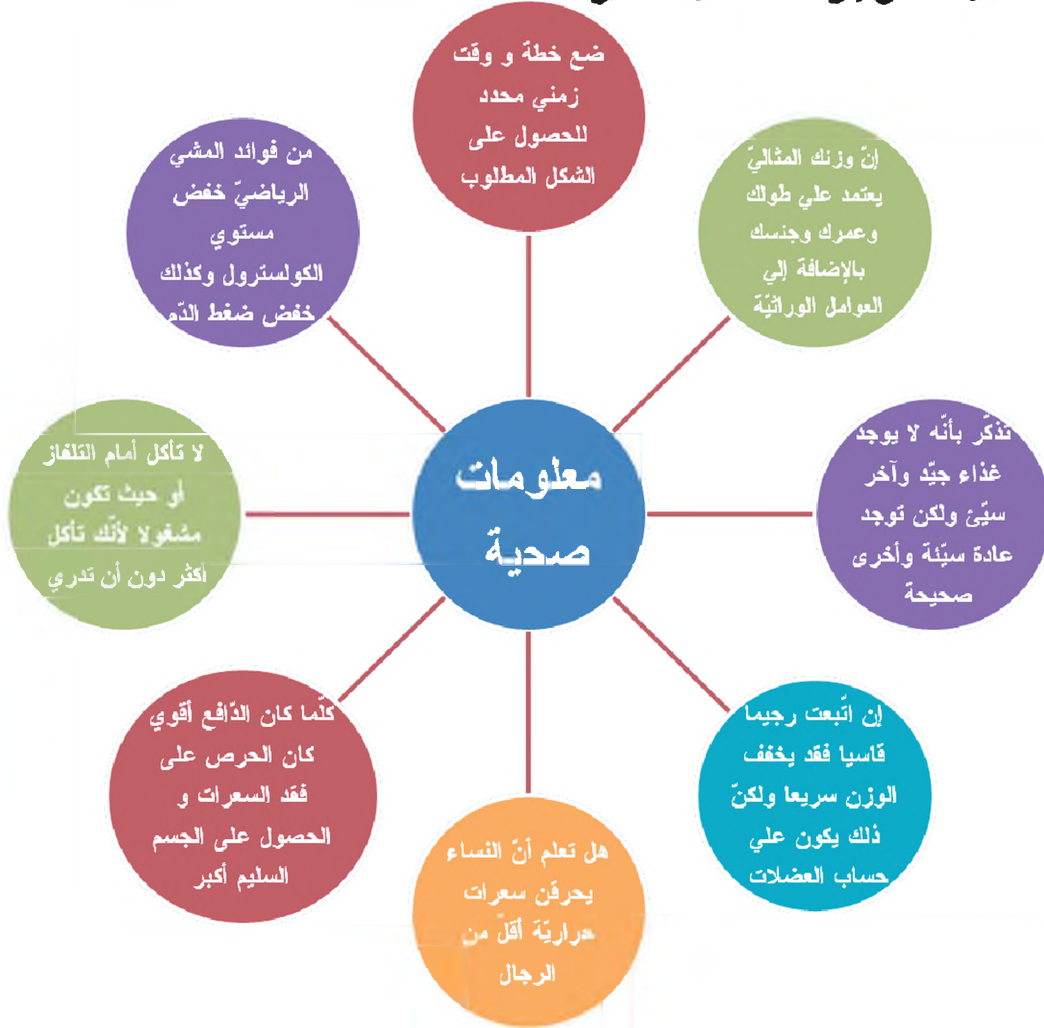 معلومات
صحية
ضع خطة و وقت
زمني محدد
للحصول على
الشكل المطلوب
إنّ وزنك المثاليّ
يعتمد علي طولك
وعمرك وجنسك
بالإضافة إلي
العوامل الوراثيّة
تذكّر بأنّه لا يوجد
غذاء جيّد وآخر
سيّئ ولكن توجد
عادة سيّئة وأخرى
صحيحة
إن اتّبعت رجيما
قاسيا فقد يخفف
الوزن سريعا ولكنّ
ذلك يكون علي
حساب العضلات
هل تعلم أنّ النساء
يحرقن سعرات
حراريّة أقلّ من
الرجال
كلّما كان الدّافع أقوي
كان الحرص على
فقد السعرات و
الحصول على الجسم
السليم أكبر
لا تأكل أمام التلفاز
أو حيث تكون
مشغولا لأنّك تأكل
أكثر دون أن تدري
من فوائد المشي
الرياضيّ خفض
مستوي
الكولسترول وكذلك
خفض ضغط الدّم